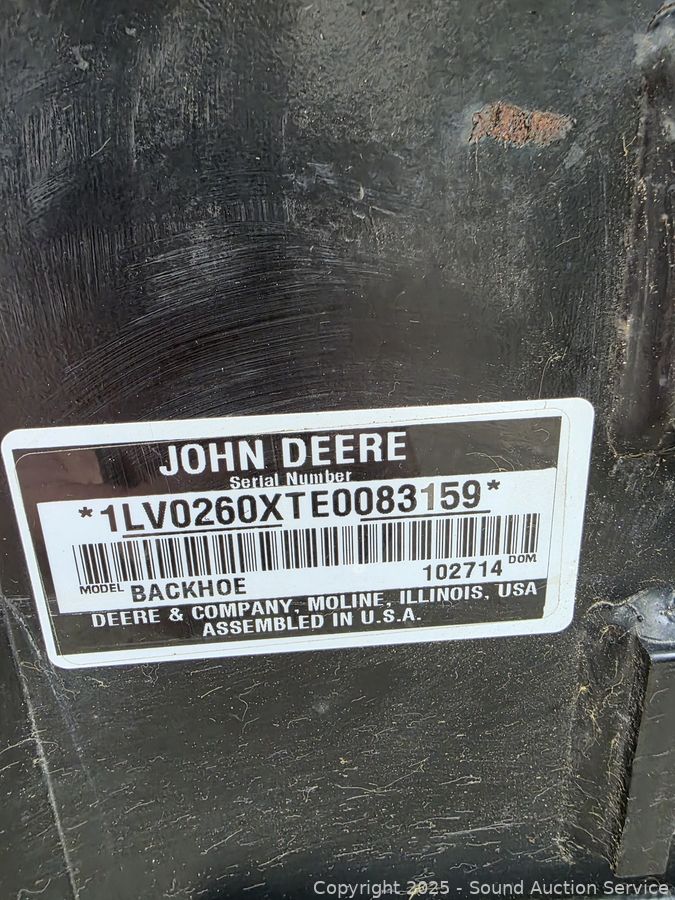 JOHN DEERE
Serial Number
*1LV0260XTE0083159*
MODEL BACKHOE 102714 DOM
DEERE & COMPANY, MOLINE, ILLINOIS, USA
ASSEMBLED IN U.S.A.
Copyright 2025 - Sound Auction Service